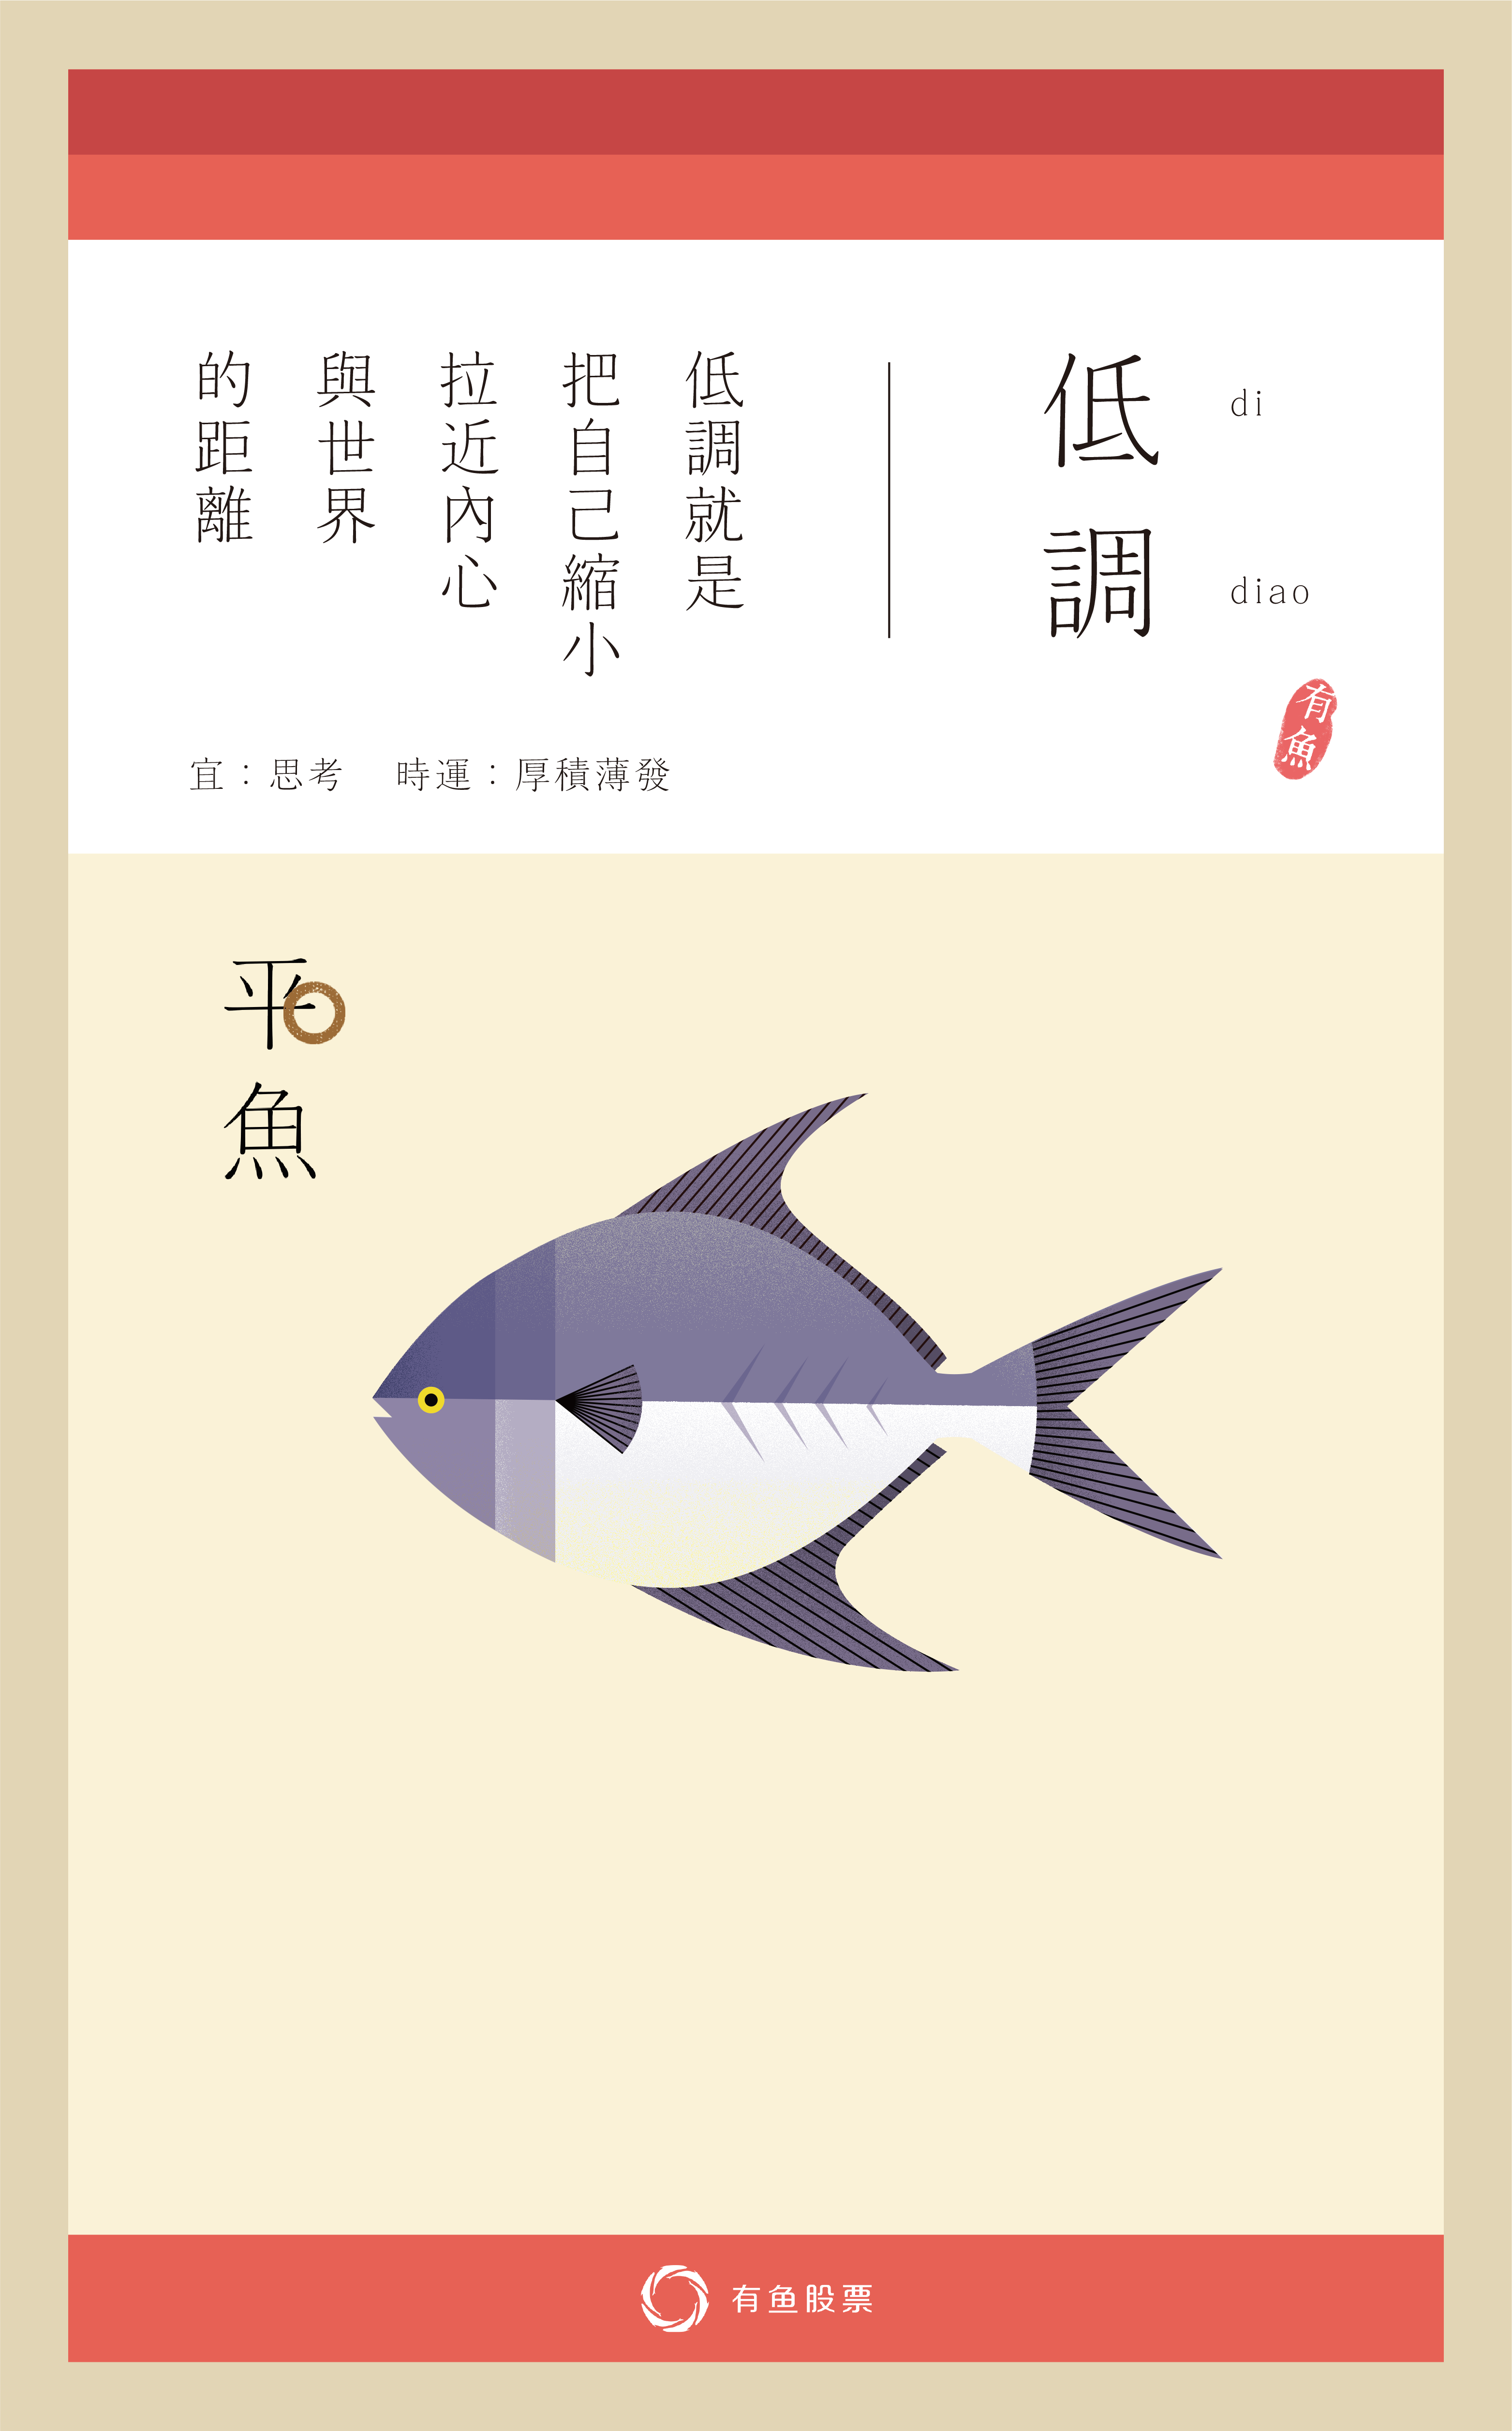 di
diao
低調
有魚
低調就是
把自己縮小
拉近內心
與世界
的距離
宜：思考　時運：厚積薄發
平魚
有鱼股票